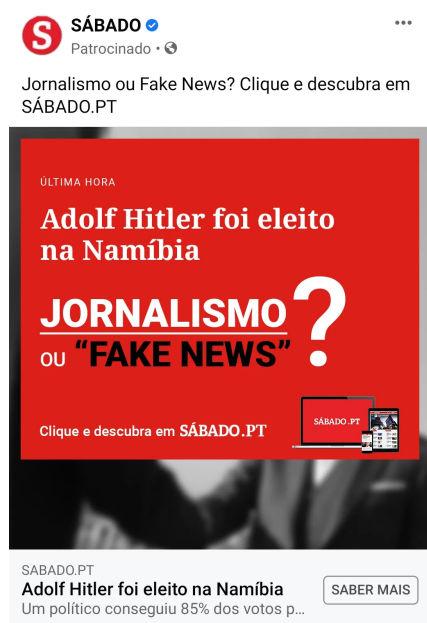 S
SÁBADO
Patrocinado •
Jornalismo ou Fake News? Clique e descubra em
SÁBADO.PT
ÚLTIMA HORA
Adolf Hitler foi eleito
na Namíbia
JORNALISMO
OU “FAKE NEWS”
?
Clique e descubra em SÁBADO.PT
SÁBADO.PT
SABADO.PT
Adolf Hitler foi eleito na Namíbia
Um político conseguiu 85% dos votos p...
SABER MAIS